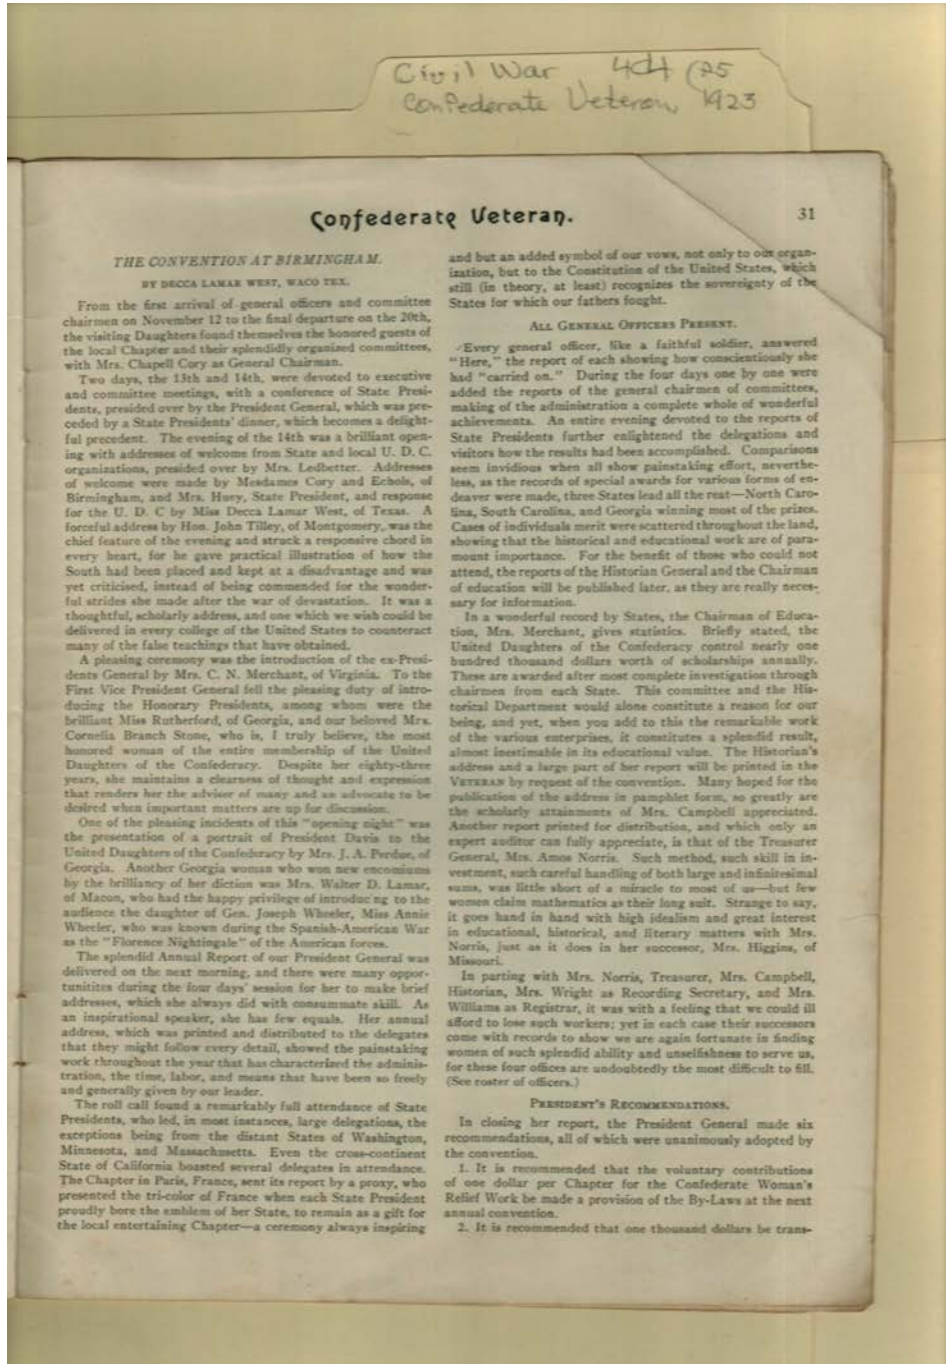 Civil War 4d4 (25
Confederate Veteran, 1923
Confederate Veteran.
31
THE CONVENTION AT BIRMINGHAM.
BY DECCA LAMAR WEST, WACO TEX.
From the first arrival of general officers and committee
chairmen on November 12 to the final departure on the 20th,
the visiting Daughters found themselves the honored guests of
the local Chapter and their splendidly organized committees,
with Mrs. Chapell Cory as General Chairman.
Two days, the 13th and 14th, were devoted to executive
and committee meetings, with a conference of State Presi-
dents, presided over by the President General, which was pre-
ceded by a State Presidents' dinner, which becomes a delight-
ful precedent. The evening of the 14th was a brilliant open-
ing with addresses of welcome from State and local U. D. C.
organizations, presided over by Mrs. Ledbetter. Addresses
of welcome were made by Mesdames Cory and Echols, of
Birmingham, and Mrs. Huey, State President, and response
for the U. D. C by Miss Decca Lamar West, of Texas. A
forceful address by Hon. John Tilley, of Montgomery, was the
chief feature of the evening and struck a responsive chord in
every heart, for he gave practical illustration of how the
South had been placed and kept at a disadvantage and was
yet criticised, instead of being commended for the wonder-
ful strides she made after the war of devastation. It was a
thoughtful, scholarly address, and one which we wish could be
delivered in every college of the United States to counteract
many of the false teachings that have obtained.
A pleasing ceremony was the introduction of the ex-Presi-
dents General by Mrs. C. N. Merchant, of Virginia. To the
First Vice President General fell the pleasing duty of intro-
ducing the Honorary Presidents, among whom were the
brilliant Miss Rutherford, of Georgia, and our beloved Mrs.
Cornelia Branch Stone, who is, I truly believe, the most
honored woman of the entire membership of the United
Daughters of the Confederacy. Despite her eighty-three
years, she maintains a clearness of thought and expression
that renders her the adviser of many and an advocate to be
desired when important matters are up for discussion.
One of the pleasing incidents of this "opening night" was
the presentation of a portrait of President Davis to the
United Daughters of the Confederacy by Mrs. J. A. Perdue, of
Georgia. Another Georgia woman who won new encomiums
by the brilliancy of her diction was Mrs. Walter D. Lamar,
of Macon, who had the happy privilege of introducing to the
audience the daughter of Gen. Joseph Wheeler, Miss Annie
Wheeler, who was known during the Spanish-American War
as the "Florence Nightingale" of the American forces.
The splendid Annual Report of our President General was
delivered on the next morning, and there were many oppor-
tunitites during the four days' session for her to make brief
addresses, which she always did with consummate skill. As
an inspirational speaker, she has few equals. Her annual
address, which was printed and distributed to the delegates
that they might follow every detail, showed the painstaking
work throughout the year that has characterized the adminis-
tration, the time, labor, and means that have been so freely
and generally given by our leader.
The roll call found a remarkably full attendance of State
Presidents, who led, in most instances, large delegations, the
exceptions being from the distant States of Washington,
Minnesota, and Massachusetts. Even the cross-continent
State of California boasted several delegates in attendance.
The Chapter in Paris, France, sent its report by a proxy, who
presented the tri-color of France when each State President
proudly bore the emblem of her State, to remain as a gift for
the local entertaining Chapter—a ceremony always inspiring
and but an added symbol of our vows, not only to our organ-
ization, but to the Constitution of the United States, which
still (in theory, at least) recognizes the sovereignty of the
States for which our fathers fought.
ALL GENERAL OFFICERS PRESENT.
Every general officer, like a faithful soldier, answered
"Here," the report of each showing how conscientiously she
had "carried on." During the four days one by one were
added the reports of the general chairmen of committees,
making of the administration a complete whole of wonderful
achievements. An entire evening devoted to the reports of
State Presidents further enlightened the delegations and
visitors how the results had been accomplished. Comparisons
seem invidious when all show painstaking effort, neverthe-
less, as the records of special awards for various forms of en-
deaver were made, three States lead all the rest—North Caro-
lina, South Carolina, and Georgia winning most of the prizes.
Cases of individuals merit were scattered throughout the land,
showing that the historical and educational work are of para-
mount importance. For the benefit of those who could not
attend, the reports of the Historian General and the Chairman
of education will be published later, as they are really neces-
sary for information.
In a wonderful record by States, the Chairman of Educa-
tion, Mrs. Merchant, gives statistics. Briefly stated, the
United Daughters of the Confederacy control nearly one
hundred thousand dollars worth of scholarships annually.
These are awarded after most complete investigation through
chairmen from each State. This committee and the His-
torical Department would alone constitute a reason for our
being, and yet, when you add to this the remarkable work
of the various enterprises, it constitutes a splendid result,
almost inestimable in its educational value. The Historian's
address and a large part of her report will be printed in the
VETERAN by request of the convention. Many hoped for the
publication of the address in pamphlet form, so greatly are
the scholarly attainments of Mrs. Campbell appreciated.
Another report printed for distribution, and which only an
expert auditor can fully appreciate, is that of the Treasurer
General, Mrs. Amos Norris. Such method, such skill in in-
vestment, such careful handling of both large and infinitesimal
sums, was little short of a miracle to most of us—but few
women claim mathematics as their long suit. Strange to say,
it goes hand in hand with high idealism and great interest
in educational, historical, and literary matters with Mrs.
Norris, just as it does in her successor, Mrs. Higgins, of
Missouri.
In parting with Mrs. Norris, Treasurer, Mrs. Campbell,
Historian, Mrs. Wright as Recording Secretary, and Mrs.
Williams as Registrar, it was with a feeling that we could ill
afford to lose such workers; yet in each case their successors
come with records to show we are again fortunate in finding
women of such splendid ability and unselfishness to serve us,
for these four offices are undoubtedly the most difficult to fill.
(See roster of officers.)
PRESIDENT'S RECOMMENDATIONS.
In closing her report, the President General made six
recommendations, all of which were unanimously adopted by
the convention.
1. It is recommended that the voluntary contributions
of one dollar per Chapter for the Confederate Woman's
Relief Work be made a provision of the By-Laws at the next
annual convention.
2. It is recommended that one thousand dollars be trans-